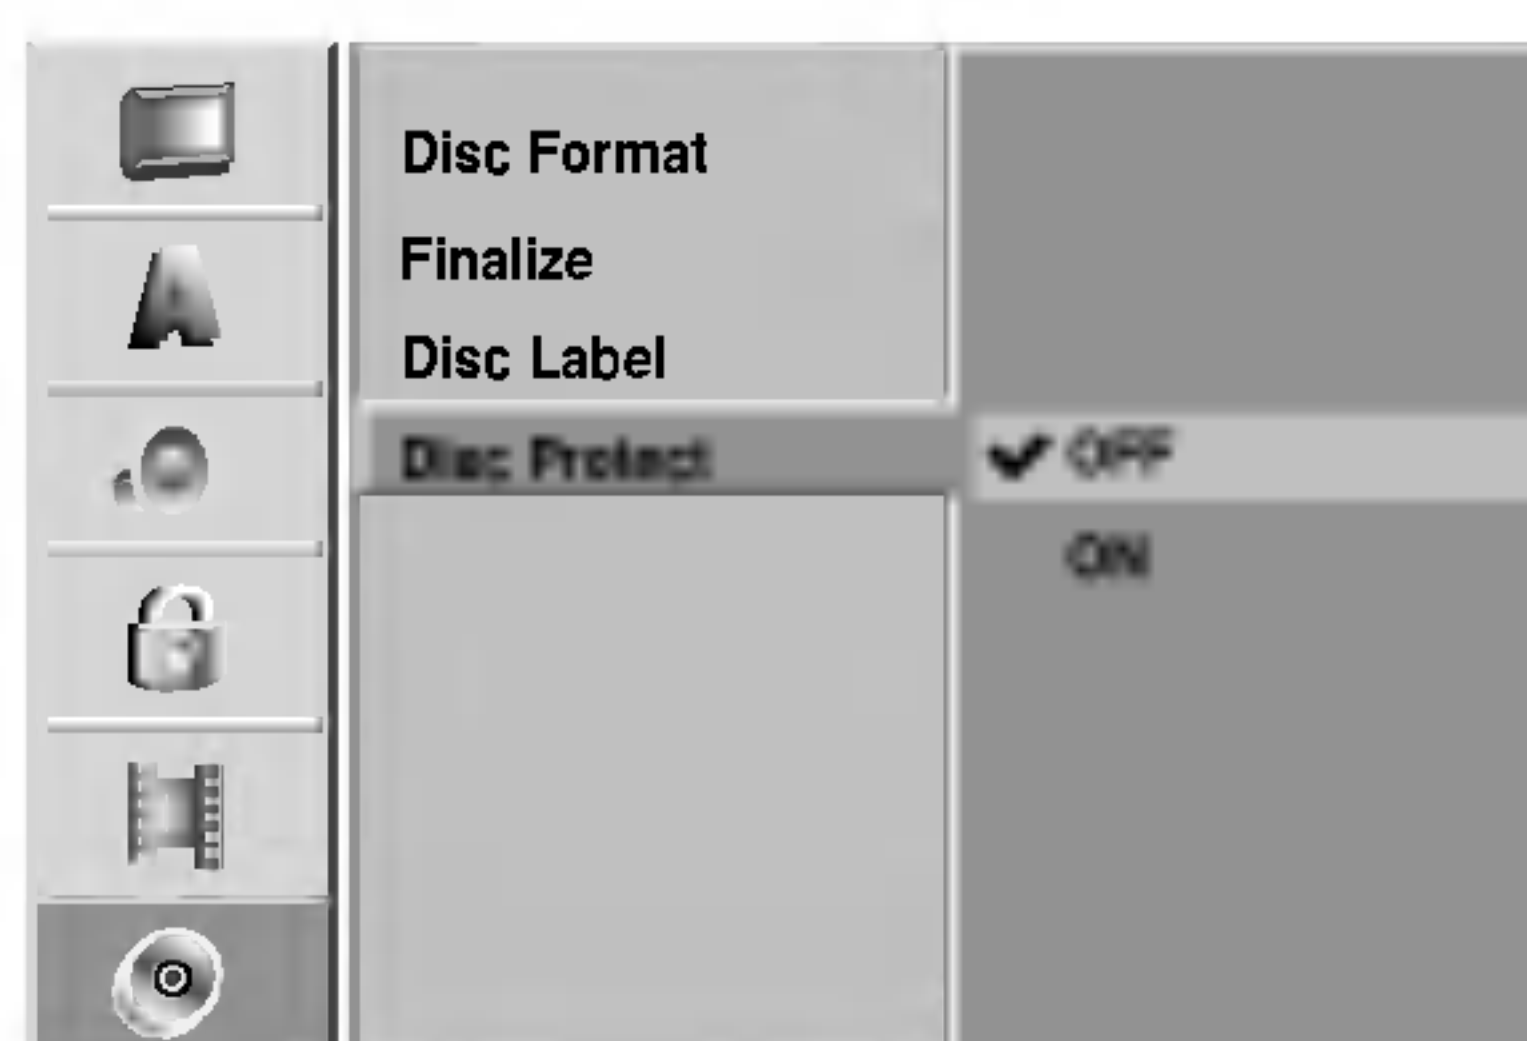 Disc Format
Finalize
Disc Label
Disc Protect
OFF
ON